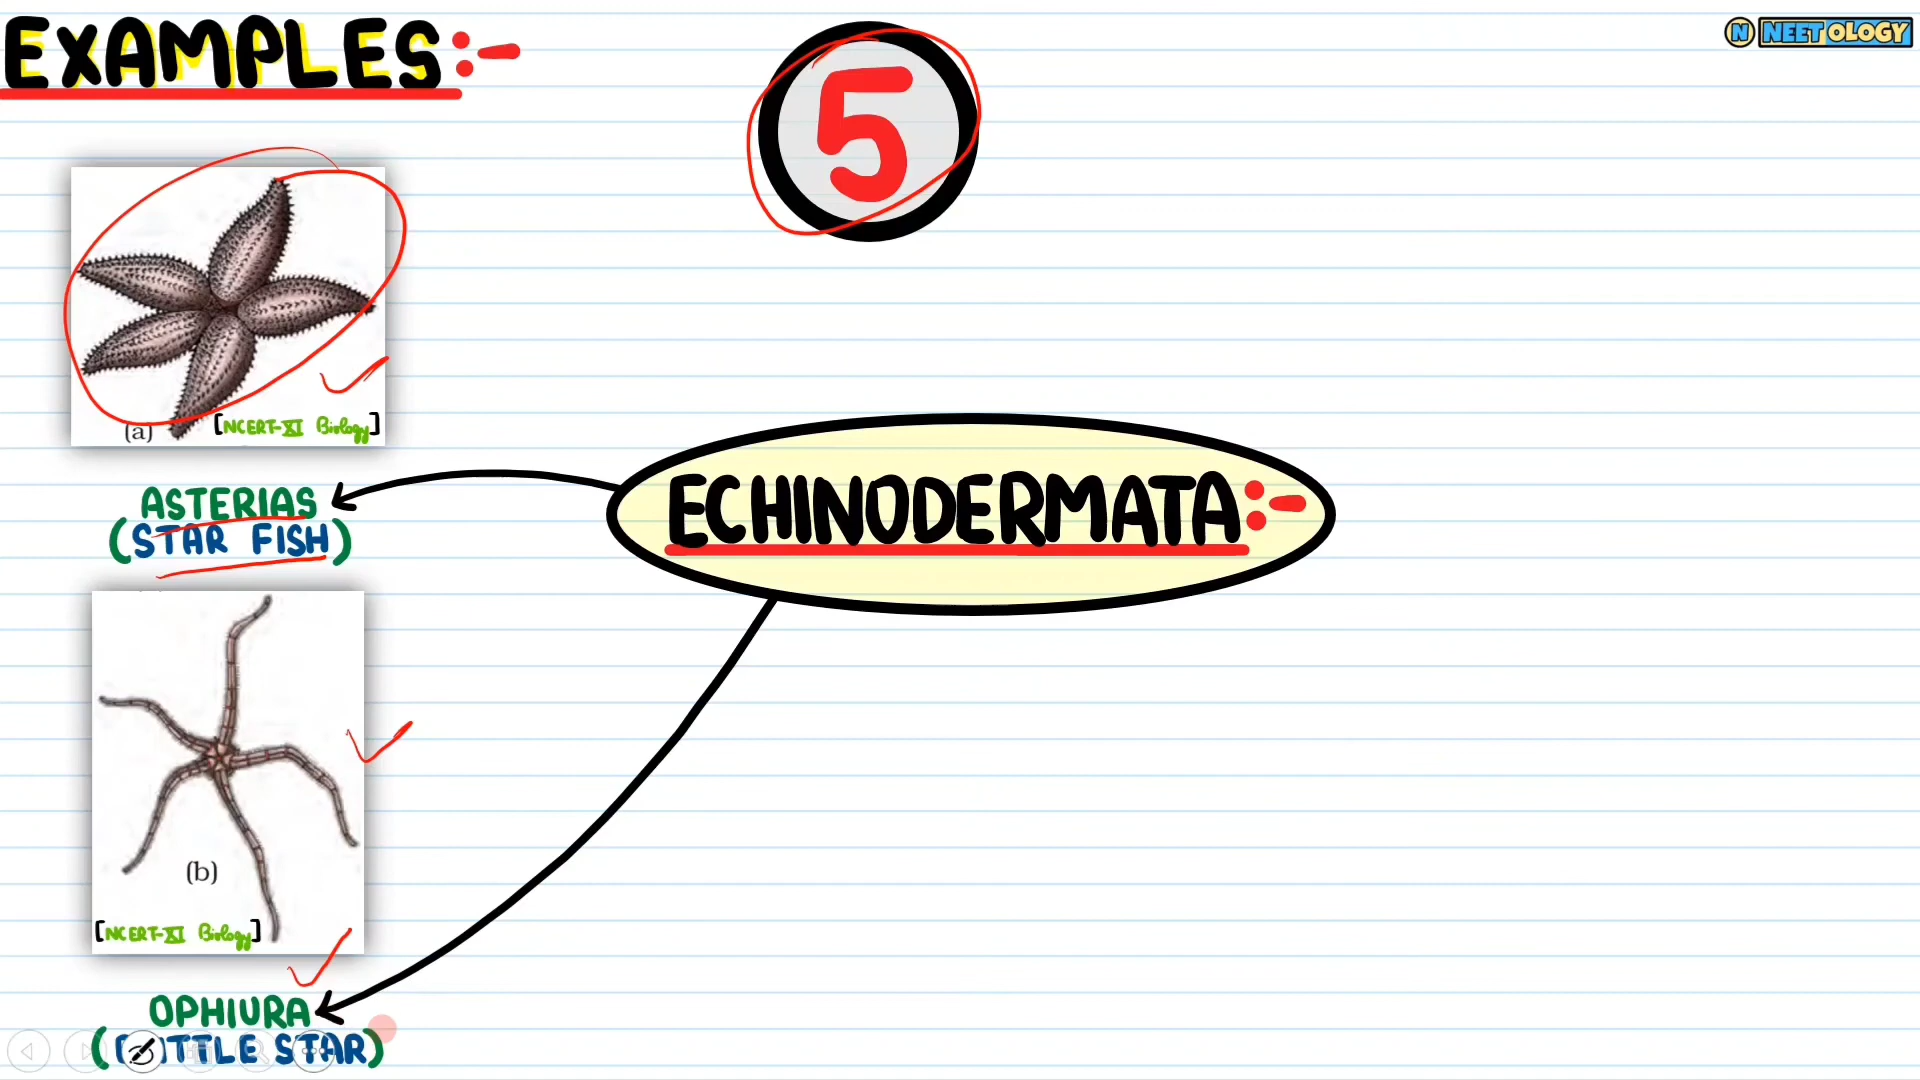 EXAMPLES:-
5
N NEETOLOGY
(a)
[NCERT-XI Biology]
ASTERIAS
(STAR FISH)
ECHINODERMATA:-
(b)
[NCERT-XI Biology]
OPHIURA
STAR)